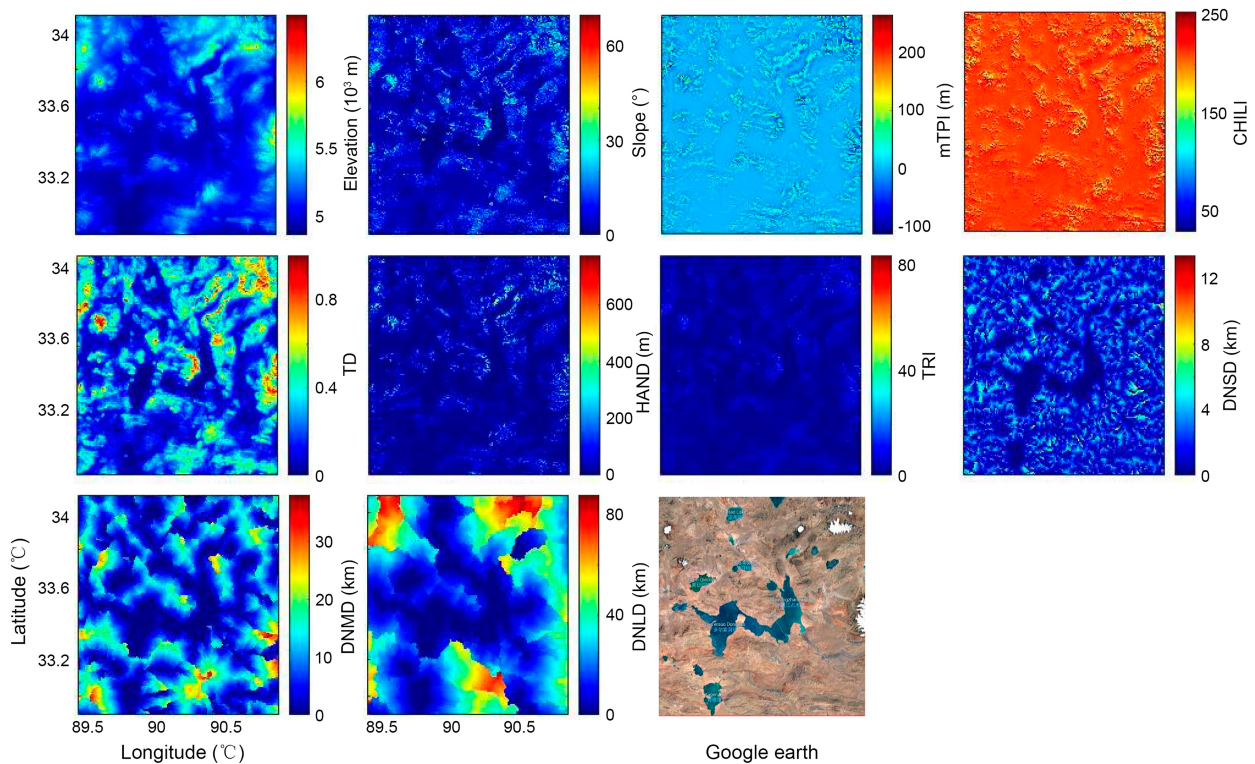 34
33.6
33.2
6
5.5
5
Elevation (10³ m)
60
30
0
Slope (°)
200
100
0
-100
mTPI (m)
250
150
50
CHILI
34
33.6
33.2
0.8
0.4
0
TD
600
400
200
0
HAND (m)
80
40
0
TRI
12
8
4
0
DNSD (km)
34
33.6
33.2
Latitude (℃)
30
20
10
0
DNMD (km)
80
40
0
DNLD (km)
89.5 90 90.5
89.5 90 90.5
Longitude (℃)
Google earth